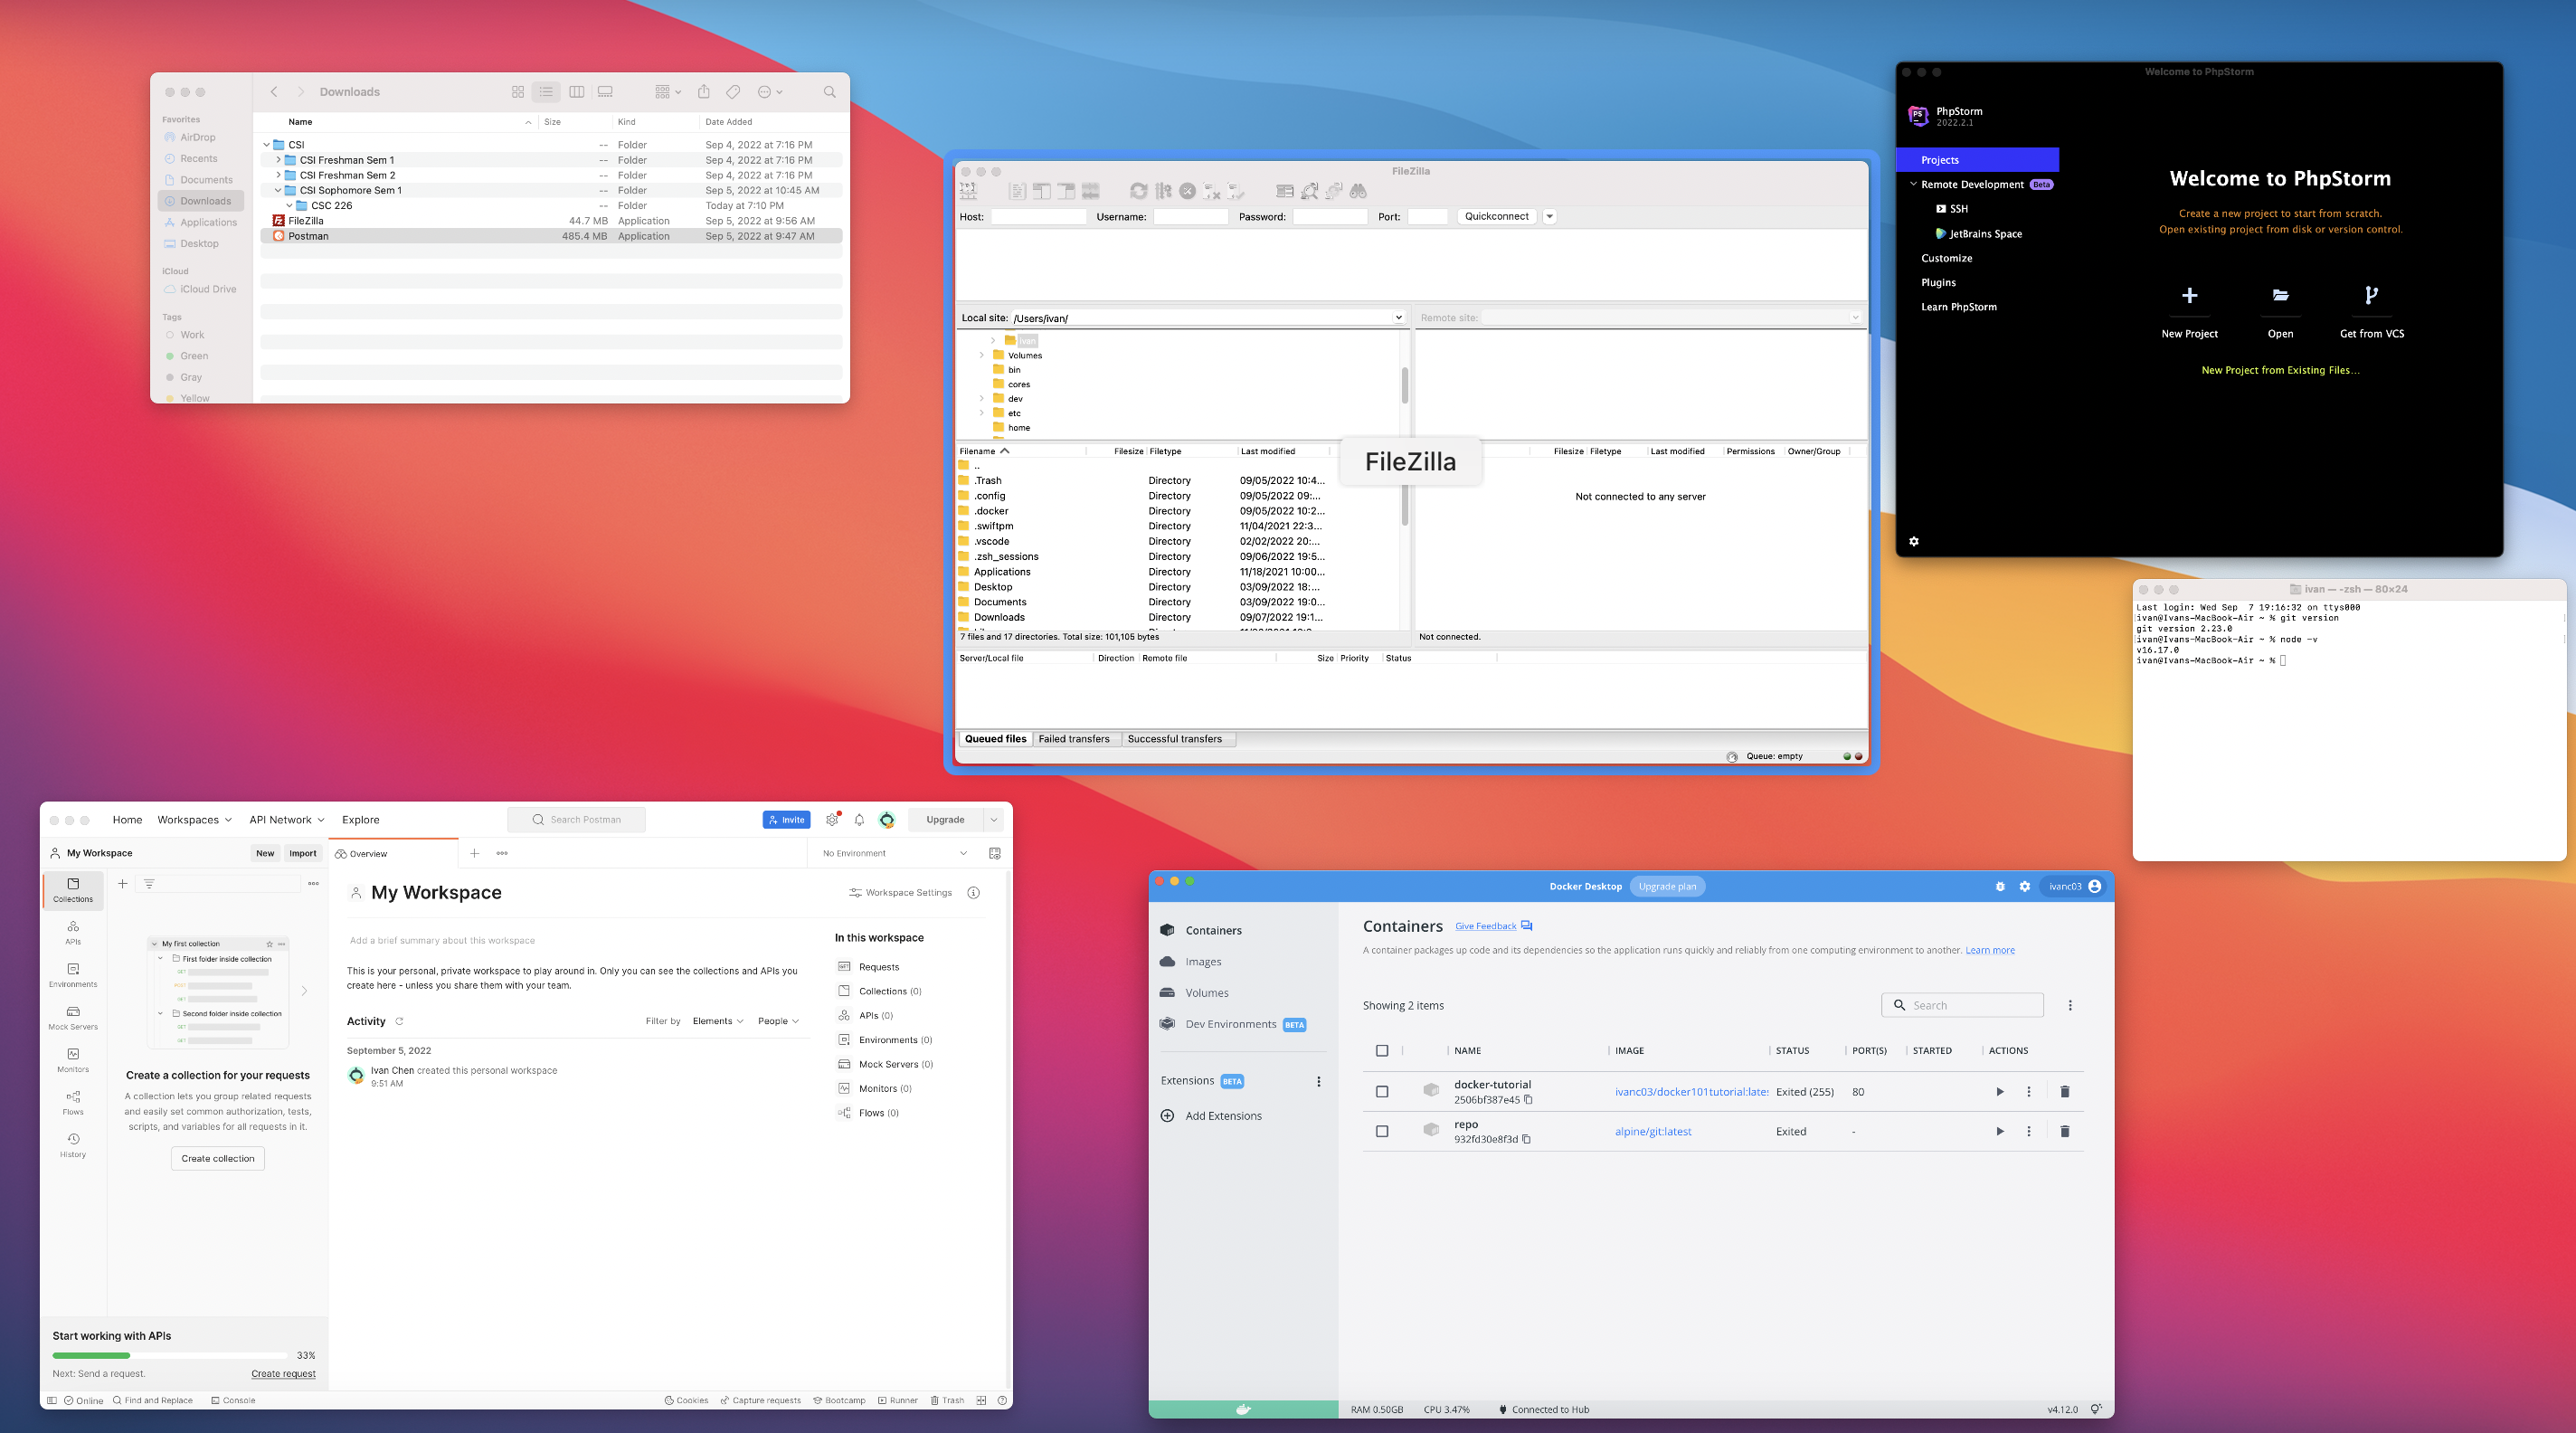 Downloads
Favorites
AirDrop
Recents
Documents
Downloads
Applications
Desktop
iCloud
iCloud Drive
Tags
Work
Green
Gray
Yellow
Name Size Kind Date Added
CSI -- Folder Sep 4, 2022 at 7:16 PM
CSI Freshman Sem 1 -- Folder Sep 4, 2022 at 7:16 PM
CSI Freshman Sem 2 -- Folder Sep 4, 2022 at 7:16 PM
CSI Sophomore Sem 1 -- Folder Sep 5, 2022 at 10:45 AM
CSC 226 -- Folder Today at 7:10 PM
FileZilla 44.7 MB Application Sep 5, 2022 at 9:56 AM
Postman 485.4 MB Application Sep 5, 2022 at 9:47 AM
FileZilla
Host: Username: Password: Port: Quickconnect
Local site: /Users/ivan/
Remote site:
ivan
Volumes
bin
cores
dev
etc
home
Filename Filesize Filetype Last modified
..
.Trash Directory 09/05/2022 10:4...
.config Directory 09/05/2022 09:...
.docker Directory 09/05/2022 10:2...
.swiftpm Directory 11/04/2021 22:3...
.vscode Directory 02/02/2022 20:...
.zsh_sessions Directory 09/06/2022 19:5...
Applications Directory 11/18/2021 10:00...
Desktop Directory 03/09/2022 18:...
Documents Directory 03/09/2022 19:0...
Downloads Directory 09/07/2022 19:1...
7 files and 17 directories. Total size: 101,105 bytes
FileZilla
Filesize Filetype Last modified Permissions Owner/Group
Not connected to any server
Not connected.
Server/Local file Direction Remote file Size Priority Status
Queued files Failed transfers Successful transfers
Queue: empty
Welcome to PhpStorm
PS
PhpStorm
2022.2.1
Projects
Remote Development Beta
SSH
JetBrains Space
Customize
Plugins
Learn PhpStorm
Welcome to PhpStorm
Create a new project to start from scratch.
Open existing project from disk or version control.
New Project Open Get from VCS
New Project from Existing Files...
ivan — -zsh — 80×24
Last login: Wed Sep  7 19:16:32 on ttys000
ivan@Ivans-MacBook-Air ~ % git version
git version 2.23.0
ivan@Ivans-MacBook-Air ~ % node -v
v16.17.0
ivan@Ivans-MacBook-Air ~ %
Home Workspaces API Network Explore
Search Postman
Invite
Upgrade
My Workspace New Import
Overview
No Environment
Collections
APIs
Environments
Mock Servers
Monitors
Flows
History
My first collection
First folder inside collection
GET
POST
GET
Second folder inside collection
GET
GET
Create a collection for your requests
A collection lets you group related requests
and easily set common authorization, tests,
scripts, and variables for all requests in it.
Create collection
Start working with APIs
33%
Next: Send a request. Create request
My Workspace
Workspace Settings
Add a brief summary about this workspace
This is your personal, private workspace to play around in. Only you can see the collections and APIs you
create here - unless you share them with your team.
Activity
Filter by Elements People
September 5, 2022
Ivan Chen created this personal workspace
9:51 AM
In this workspace
Requests
Collections (0)
APIs (0)
Environments (0)
Mock Servers (0)
Monitors (0)
Flows (0)
Online Find and Replace Console
Cookies Capture requests Bootcamp Runner Trash
Docker Desktop Upgrade plan
ivanc03
Containers
Images
Volumes
Dev Environments BETA
Extensions BETA
Add Extensions
Containers Give Feedback
A container packages up code and its dependencies so the application runs quickly and reliably from one computing environment to another. Learn more
Showing 2 items
Search
NAME IMAGE STATUS PORT(S) STARTED ACTIONS
docker-tutorial
2506bf387e45
ivanc03/docker101tutorial:late Exited (255) 80
repo
932fd30e8f3d
alpine/git:latest Exited -
RAM 0.50GB CPU 3.47% Connected to Hub
v4.12.0